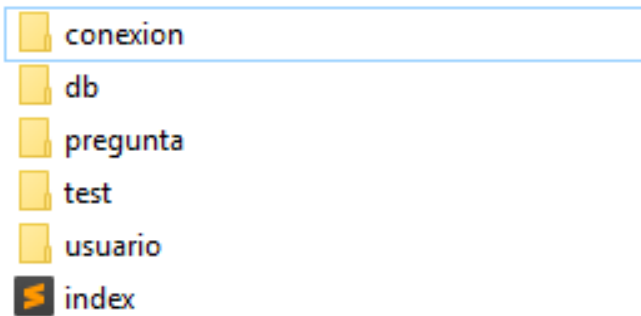 conexion
db
pregunta
test
usuario
index